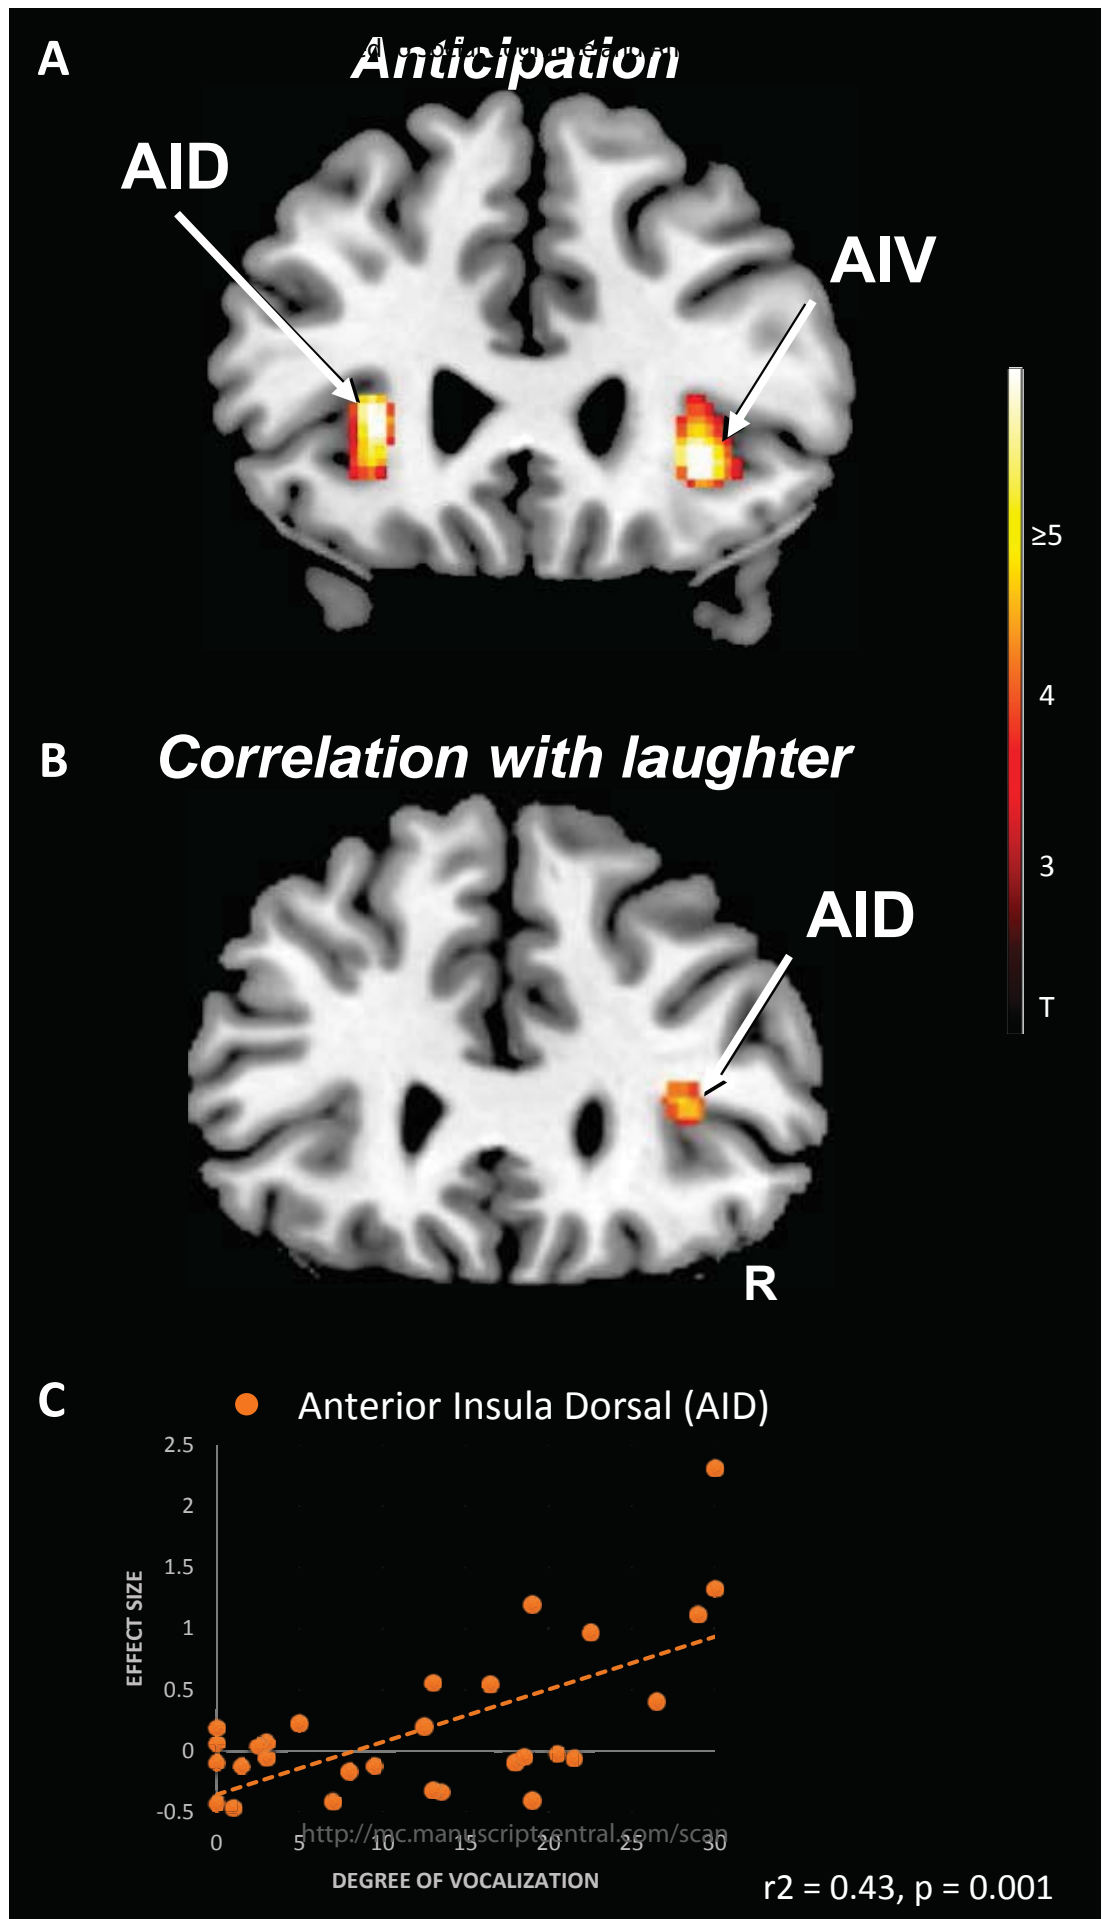 A
Anticipation
AID
AIV
≥5
4
3
T
B
Correlation with laughter
AID
R
C
Anterior Insula Dorsal (AID)
2.5
2
1.5
1
0.5
0
-0.5
EFFECT SIZE
0 5 10 15 20 25 30
http://mc.manuscriptcentral.com/scan
DEGREE OF VOCALIZATION
r2 = 0.43, p = 0.001